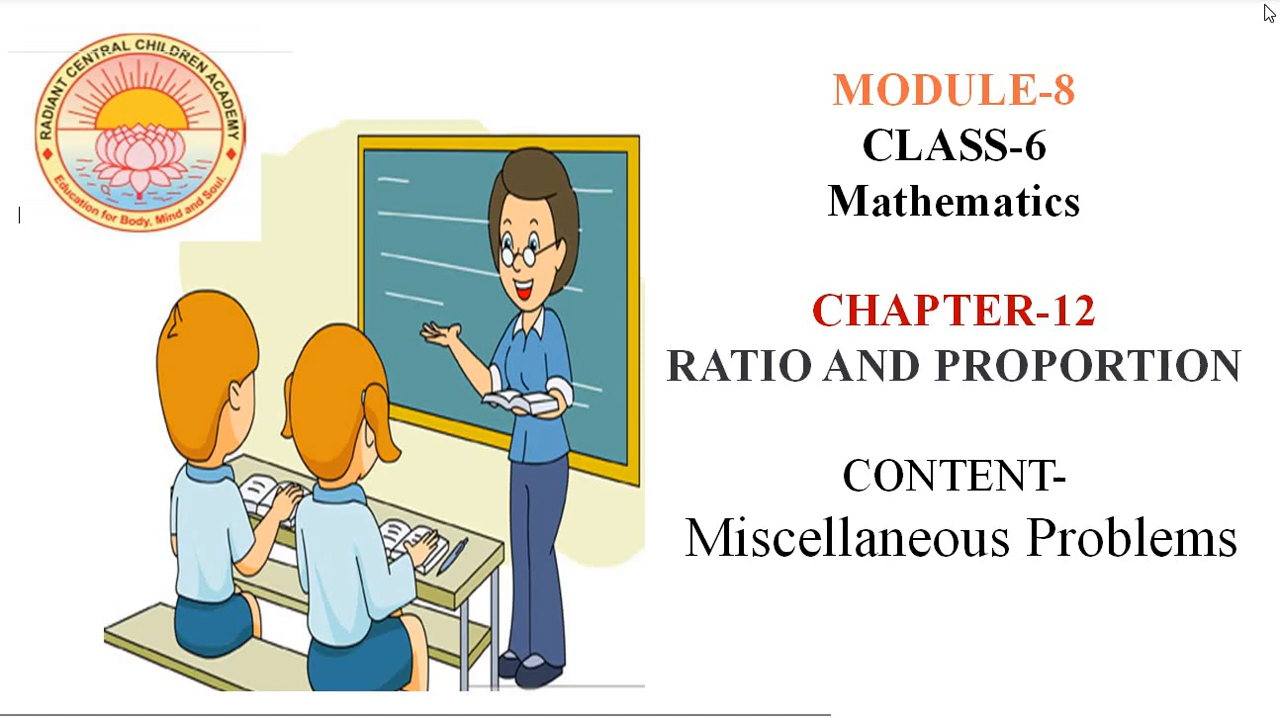 RADIANT CENTRAL CHILDREN ACADEMY
Education for Body, Mind and Soul.
MODULE-8
CLASS-6
Mathematics
CHAPTER-12
RATIO AND PROPORTION
CONTENT-
Miscellaneous Problems